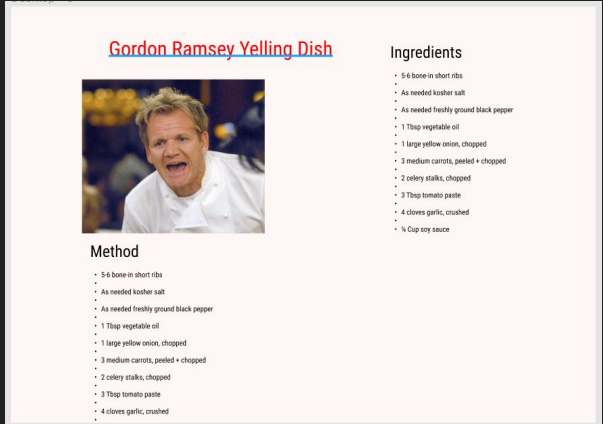 Gordon Ramsey Yelling Dish
Method
• 5-6 bone-in short ribs
•
• As needed kosher salt
•
• As needed freshly ground black pepper
•
• 1 Tbsp vegetable oil
•
• 1 large yellow onion, chopped
•
• 3 medium carrots, peeled + chopped
•
• 2 celery stalks, chopped
•
• 3 Tbsp tomato paste
•
• 4 cloves garlic, crushed
•
Ingredients
• 5-6 bone-in short ribs
•
• As needed kosher salt
•
• As needed freshly ground black pepper
•
• 1 Tbsp vegetable oil
•
• 1 large yellow onion, chopped
•
• 3 medium carrots, peeled + chopped
•
• 2 celery stalks, chopped
•
• 3 Tbsp tomato paste
•
• 4 cloves garlic, crushed
•
• ¼ Cup soy sauce